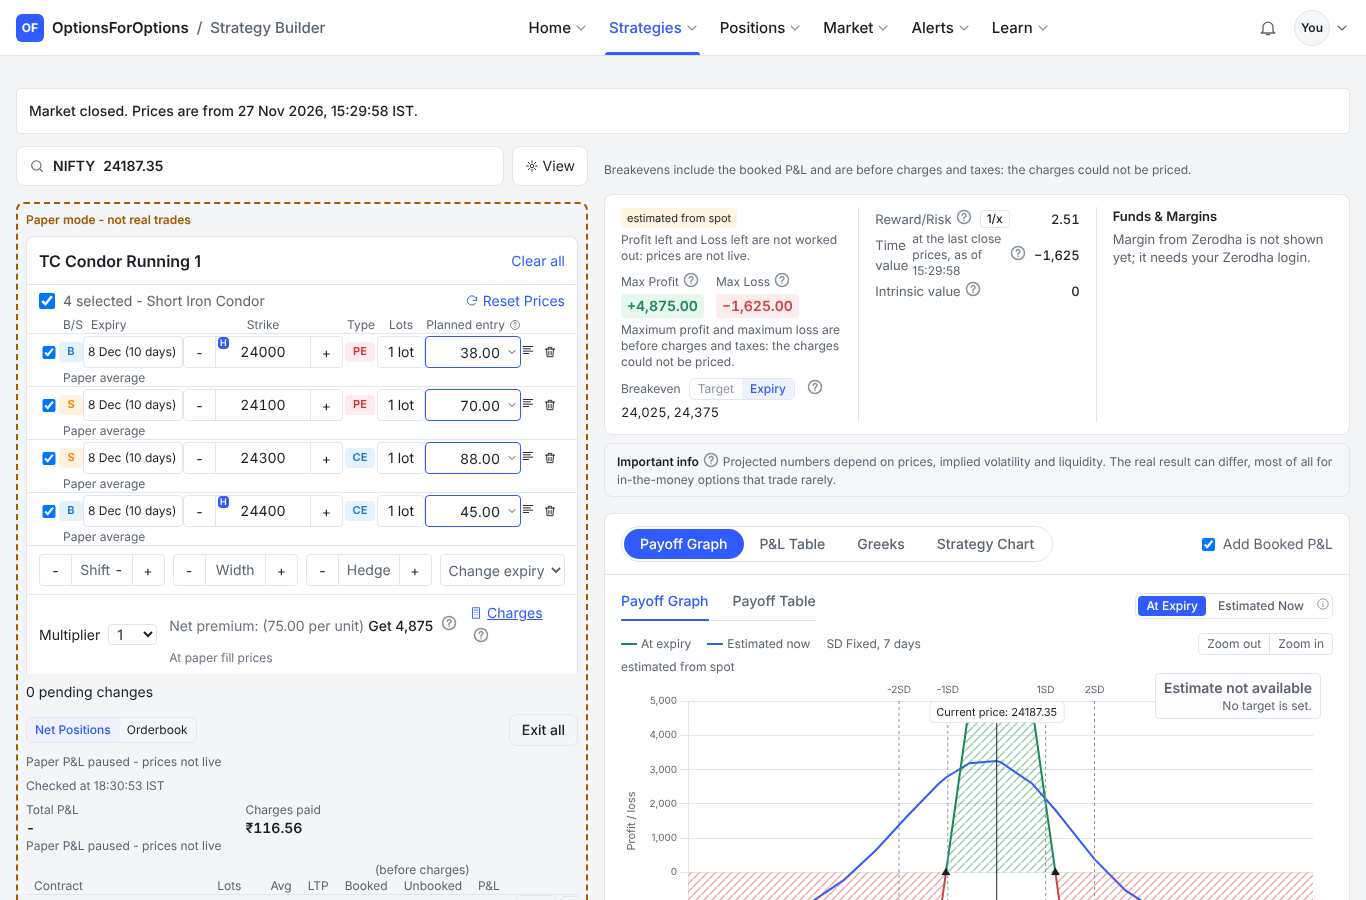 OF OptionsForOptions / Strategy Builder
Home Strategies Positions Market Alerts Learn
You
Market closed. Prices are from 27 Nov 2026, 15:29:58 IST.
NIFTY 24187.35
View
Paper mode - not real trades
TC Condor Running 1
Clear all
4 selected - Short Iron Condor
Reset Prices
B/S Expiry Strike Type Lots Planned entry
B 8 Dec (10 days) - H 24000 + PE 1 lot 38.00
Paper average
S 8 Dec (10 days) - 24100 + PE 1 lot 70.00
Paper average
S 8 Dec (10 days) - 24300 + CE 1 lot 88.00
Paper average
B 8 Dec (10 days) - H 24400 + CE 1 lot 45.00
Paper average
- Shift - + - Width + - Hedge + Change expiry
Multiplier 1
Net premium: (75.00 per unit) Get 4,875
Charges
At paper fill prices
0 pending changes
Net Positions Orderbook
Exit all
Paper P&L paused - prices not live
Checked at 18:30:53 IST
Total P&L Charges paid
- ₹116.56
Paper P&L paused - prices not live
(before charges)
Contract Lots Avg LTP Booked Unbooked P&L
Breakevens include the booked P&L and are before charges and taxes: the charges could not be priced.
estimated from spot
Profit left and Loss left are not worked
out: prices are not live.
Max Profit Max Loss
+4,875.00 −1,625.00
Maximum profit and maximum loss are
before charges and taxes: the charges
could not be priced.
Breakeven Target Expiry
24,025, 24,375
Reward/Risk 1/x 2.51
Time value at the last close prices, as of 15:29:58 −1,625
Intrinsic value 0
Funds & Margins
Margin from Zerodha is not shown
yet; it needs your Zerodha login.
Important info Projected numbers depend on prices, implied volatility and liquidity. The real result can differ, most of all for
in-the-money options that trade rarely.
Payoff Graph P&L Table Greeks Strategy Chart
Add Booked P&L
Payoff Graph Payoff Table
At Expiry Estimated Now
At expiry Estimated now SD Fixed, 7 days
Zoom out Zoom in
estimated from spot
-2SD -1SD 1SD 2SD
Estimate not available
No target is set.
Current price: 24187.35
5,000
4,000
3,000
2,000
1,000
0
Profit / loss